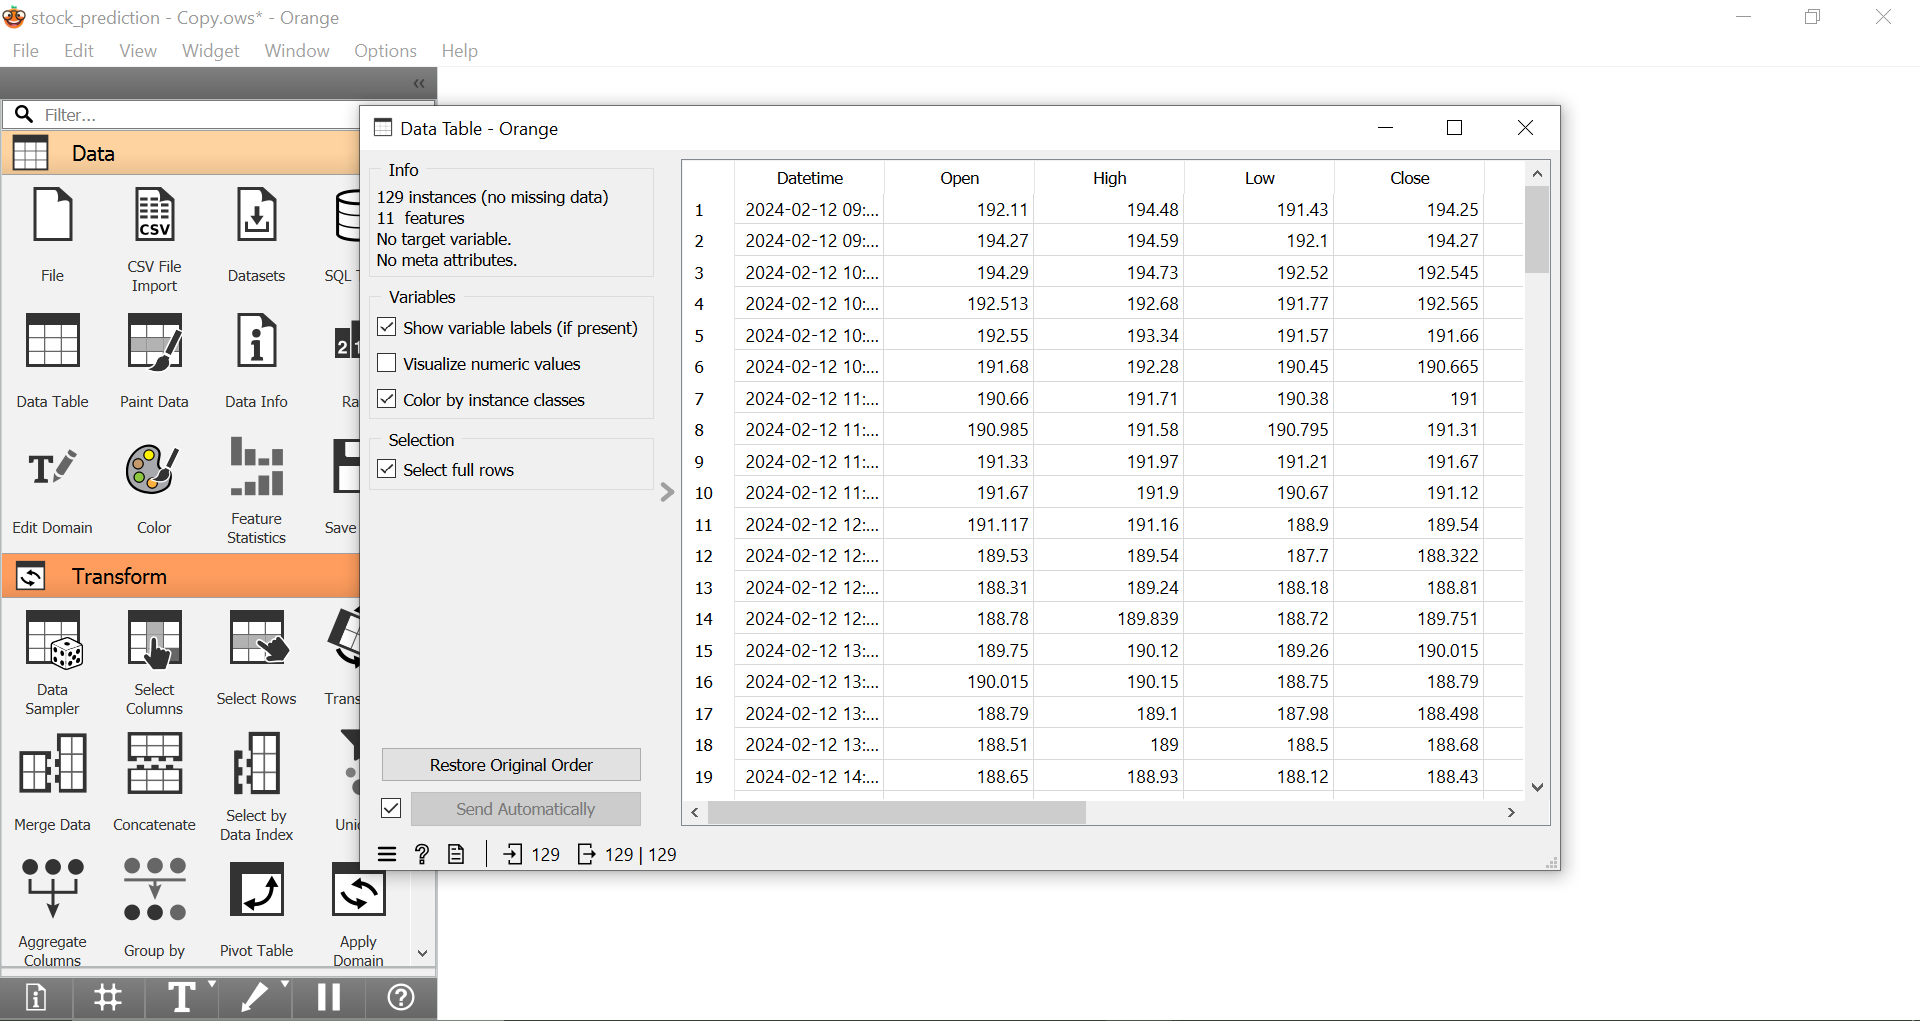 stock_prediction - Copy.ows* - Orange
File Edit View Widget Window Options Help
Filter...
Data
File
CSV File Import
Datasets
SQL
Data Table
Paint Data
Data Info
Edit Domain
Color
Feature Statistics
Save
Transform
Data Sampler
Select Columns
Select Rows
Merge Data
Concatenate
Select by Data Index
Aggregate Columns
Group by
Pivot Table
Apply Domain
Data Table - Orange
Info
129 instances (no missing data)
11 features
No target variable.
No meta attributes.
Variables
Show variable labels (if present)
Visualize numeric values
Color by instance classes
Selection
Select full rows
Restore Original Order
Send Automatically
129 129 | 129
Datetime Open High Low Close
1 2024-02-12 09:... 192.11 194.48 191.43 194.25
2 2024-02-12 09:... 194.27 194.59 192.1 194.27
3 2024-02-12 10:... 194.29 194.73 192.52 192.545
4 2024-02-12 10:... 192.513 192.68 191.77 192.565
5 2024-02-12 10:... 192.55 193.34 191.57 191.66
6 2024-02-12 10:... 191.68 192.28 190.45 190.665
7 2024-02-12 11:... 190.66 191.71 190.38 191
8 2024-02-12 11:... 190.985 191.58 190.795 191.31
9 2024-02-12 11:... 191.33 191.97 191.21 191.67
10 2024-02-12 11:... 191.67 191.9 190.67 191.12
11 2024-02-12 12:... 191.117 191.16 188.9 189.54
12 2024-02-12 12:... 189.53 189.54 187.7 188.322
13 2024-02-12 12:... 188.31 189.24 188.18 188.81
14 2024-02-12 12:... 188.78 189.839 188.72 189.751
15 2024-02-12 13:... 189.75 190.12 189.26 190.015
16 2024-02-12 13:... 190.015 190.15 188.75 188.79
17 2024-02-12 13:... 188.79 189.1 187.98 188.498
18 2024-02-12 13:... 188.51 189 188.5 188.68
19 2024-02-12 14:... 188.65 188.93 188.12 188.43